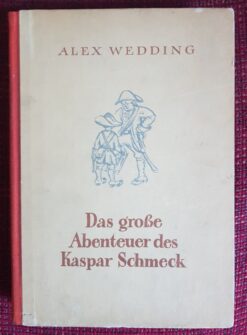 ALEX WEDDING
Das große
Abenteuer des
Kaspar Schmeck